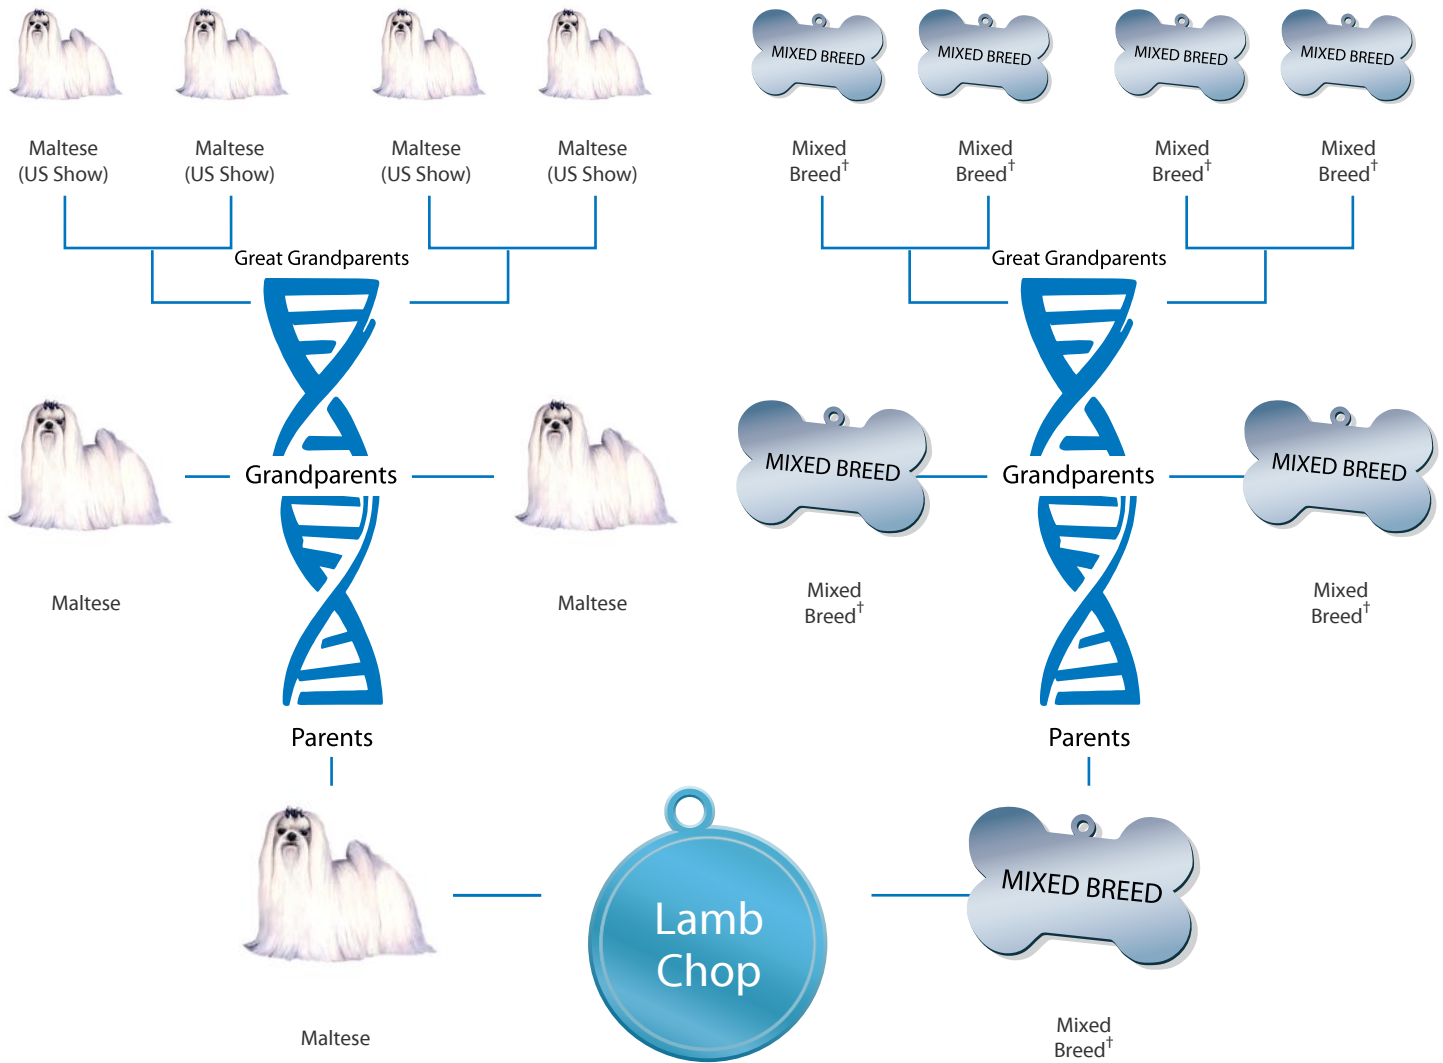 MIXED BREED
MIXED BREED
MIXED BREED
MIXED BREED
Maltese
(US Show)
Maltese
(US Show)
Maltese
(US Show)
Maltese
(US Show)
Mixed
Breed†
Mixed
Breed†
Mixed
Breed†
Mixed
Breed†
Great Grandparents
Great Grandparents
MIXED BREED
MIXED BREED
Grandparents
Grandparents
Maltese
Maltese
Mixed
Breed†
Mixed
Breed†
Parents
Parents
MIXED BREED
Lamb
Chop
Maltese
Mixed
Breed†